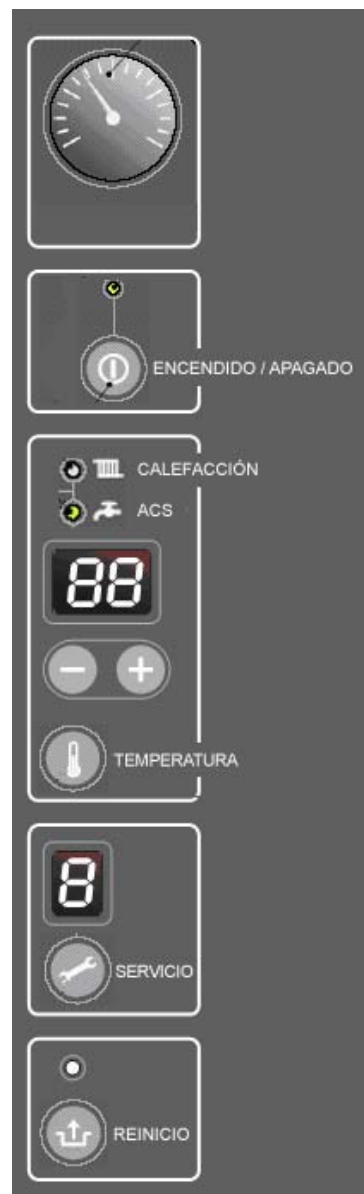 ENCENDIDO / APAGADO
CALEFACCIÓN
ACS
88
TEMPERATURA
8
SERVICIO
REINICIO